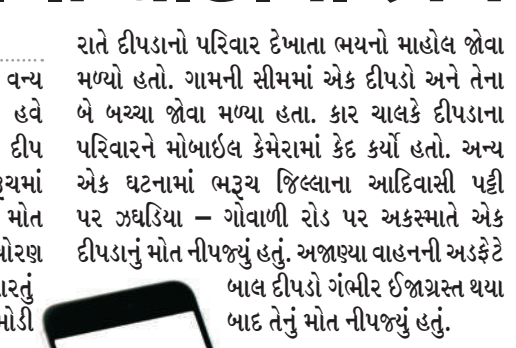 વન્ય
હવે
દીપ
મોત
રાતે દીપડાનો પરિવાર દેખાતા ભયનો માહોલ જોવા
મળ્યો હતો. ગામની સીમમાં એક દીપડો અને તેના
બે બચ્ચા જોવા મળ્યા હતા. કાર ચાલકે દીપડાના
પરિવારને મોબાઇલ કેમેરામાં કેદ કર્યો હતો. અન્ય
એક ઘટનામાં ભરૂચ જિલ્લાના આદિવાસી પટ્ટી
પર ઝઘડિયા – ગોવાળી રોડ પર અકસ્માતે એક
દીપડાનું મોત નીપજ્યું હતું. અજાણ્યા વાહનની અડફેટે
બાલ દીપડો ગંભીર ઈજાગ્રસ્ત થયા
બાદ તેનું મોત નીપજ્યું હતું.